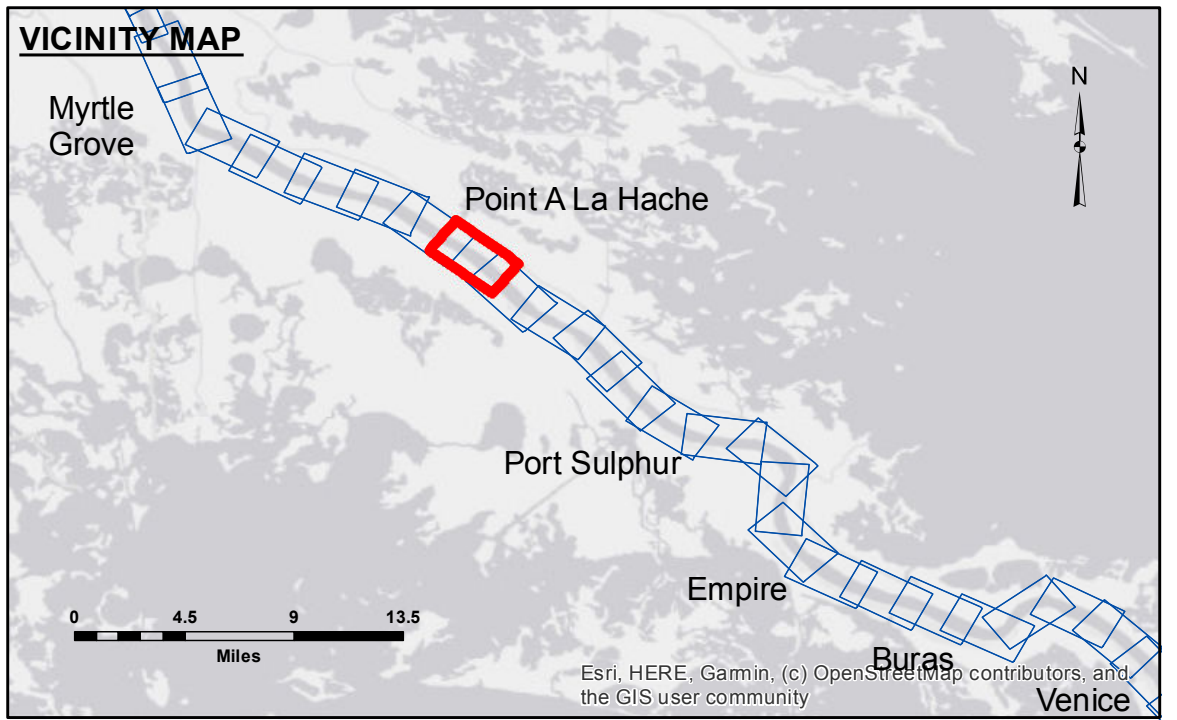 VICINITY MAP
N
Myrtle
Grove
Point A La Hache
Port Sulphur
Empire
0 4.5 9 13.5
Miles
Buras
Esri, HERE, Garmin, (c) OpenStreetMap contributors, and
the GIS user community
Venice